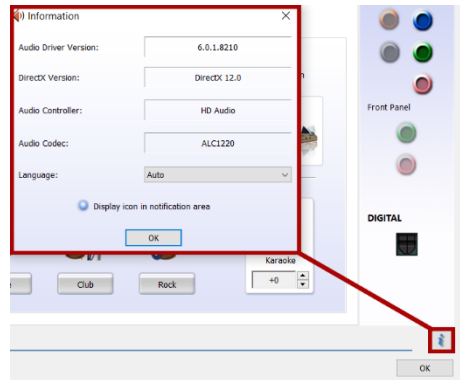 Information
Audio Driver Version: 6.0.1.8210
DirectX Version: DirectX 12.0
Audio Controller: HD Audio
Audio Codec: ALC1220
Language: Auto
Display icon in notification area
OK
Front Panel
DIGITAL
Karaoke
Club
Rock
+0
OK